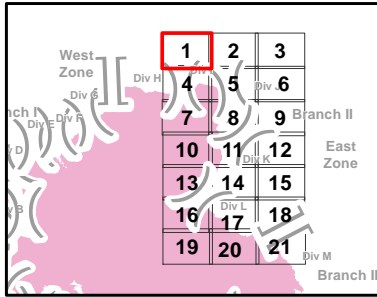 1 2 3
West
Zone
Div H
Div
Div J
4 5 6
Div G
Branch II
7 8 9
Div F
Div E
East
Zone
10 11 12
Div K
D
13 14 15
Div L
B
16 17 18
19 20 21
Div M
Branch II